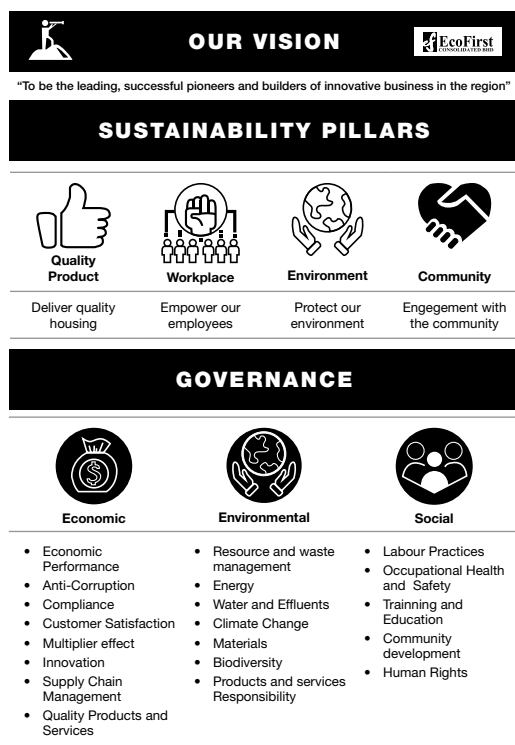 OUR VISION
EcoFirst
CONSOLIDATED BHD
“To be the leading, successful pioneers and builders of innovative business in the region”
SUSTAINABILITY PILLARS
Quality
Product
Workplace
Environment
Community
Deliver quality
housing
Empower our
employees
Protect our
environment
Engagement with
the community
GOVERNANCE
Economic
Environmental
Social
• Economic
Performance
• Anti-Corruption
• Compliance
• Customer Satisfaction
• Multiplier effect
• Innovation
• Supply Chain
Management
• Quality Products and
Services
• Resource and waste
management
• Energy
• Water and Effluents
• Climate Change
• Materials
• Biodiversity
• Products and services
Responsibility
• Labour Practices
• Occupational Health
and Safety
• Trainning and
Education
• Community
development
• Human Rights